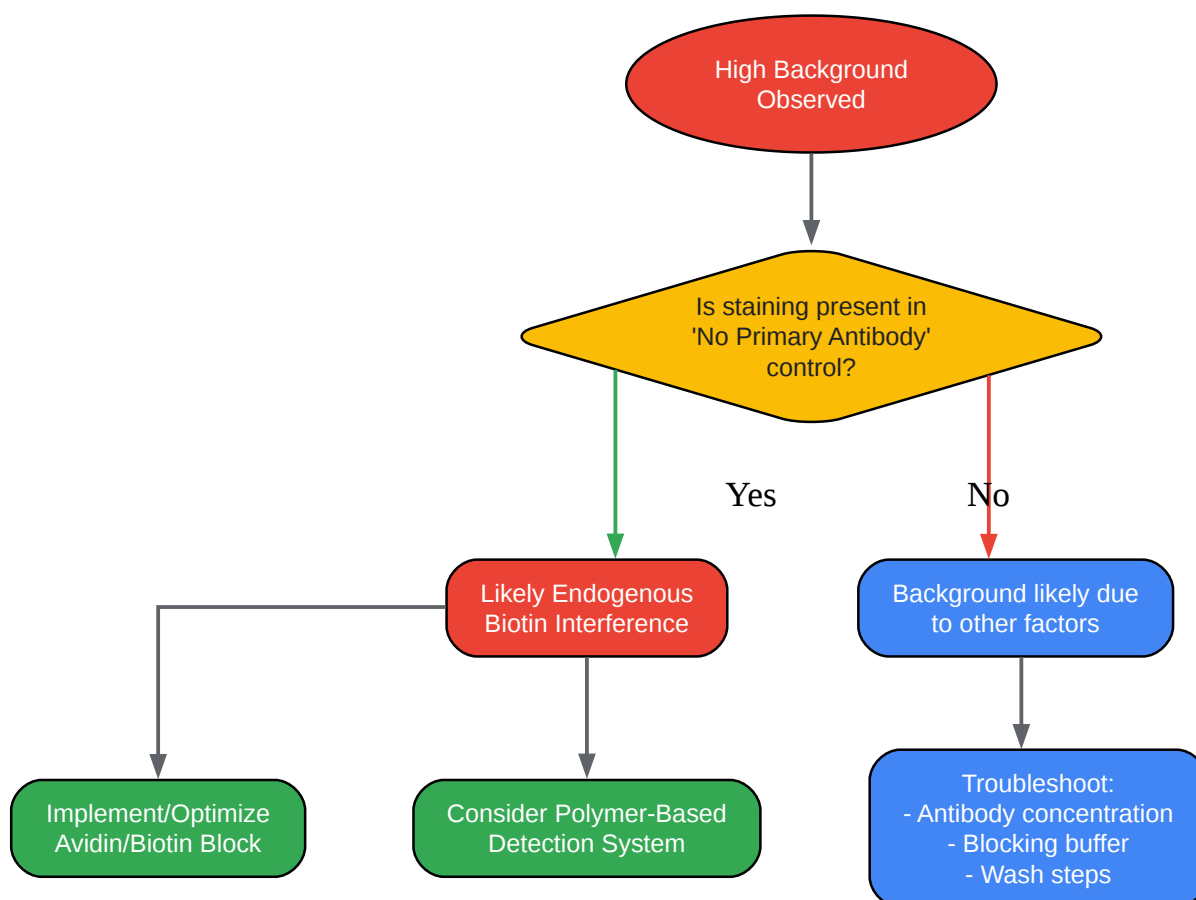 High Background
Observed
Is staining present in
'No Primary Antibody'
control?
Yes
No
Likely Endogenous
Biotin Interference
Background likely due
to other factors
Implement/Optimize
Avidin/Biotin Block
Consider Polymer-Based
Detection System
Troubleshoot:
- Antibody concentration
- Blocking buffer
- Wash steps